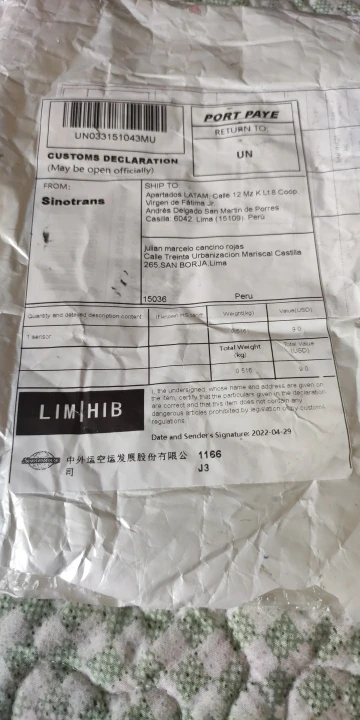 UN033151043MU
PORT PAYE
RETURN TO:
UN
CUSTOMS DECLARATION
(May be open officially)
FROM:
Sinotrans
SHIP TO:
Apartados LATAM, Calle 12 Mz K Lt 8 Coop.
Virgen de Fátima Jr.
Andrés Delgado San Martin de Porres
Casilla: 6042, Lima (15109). Perú
julian marcelo cancino rojas
Calle Treinta Urbanizacion Mariscal Castilla
265,SAN BORJA,Lima
15036 Peru
Quantity and detailed description content
Weight(kg)
Value(USD)
T sensor
9.0
Total Weight
(kg)
Total Value
(USD)
9.0
LIM|HIB
I, the undersigned, whose name and address are given on
the item, certify that the particulars given in the declaration
are correct and that this item does not contain any
dangerous articles prohibited by legislation or by customs
regulations.
Date and Sender's Signature: 2022-04-29
中外运空运发展股份有限公
司
1166
J3